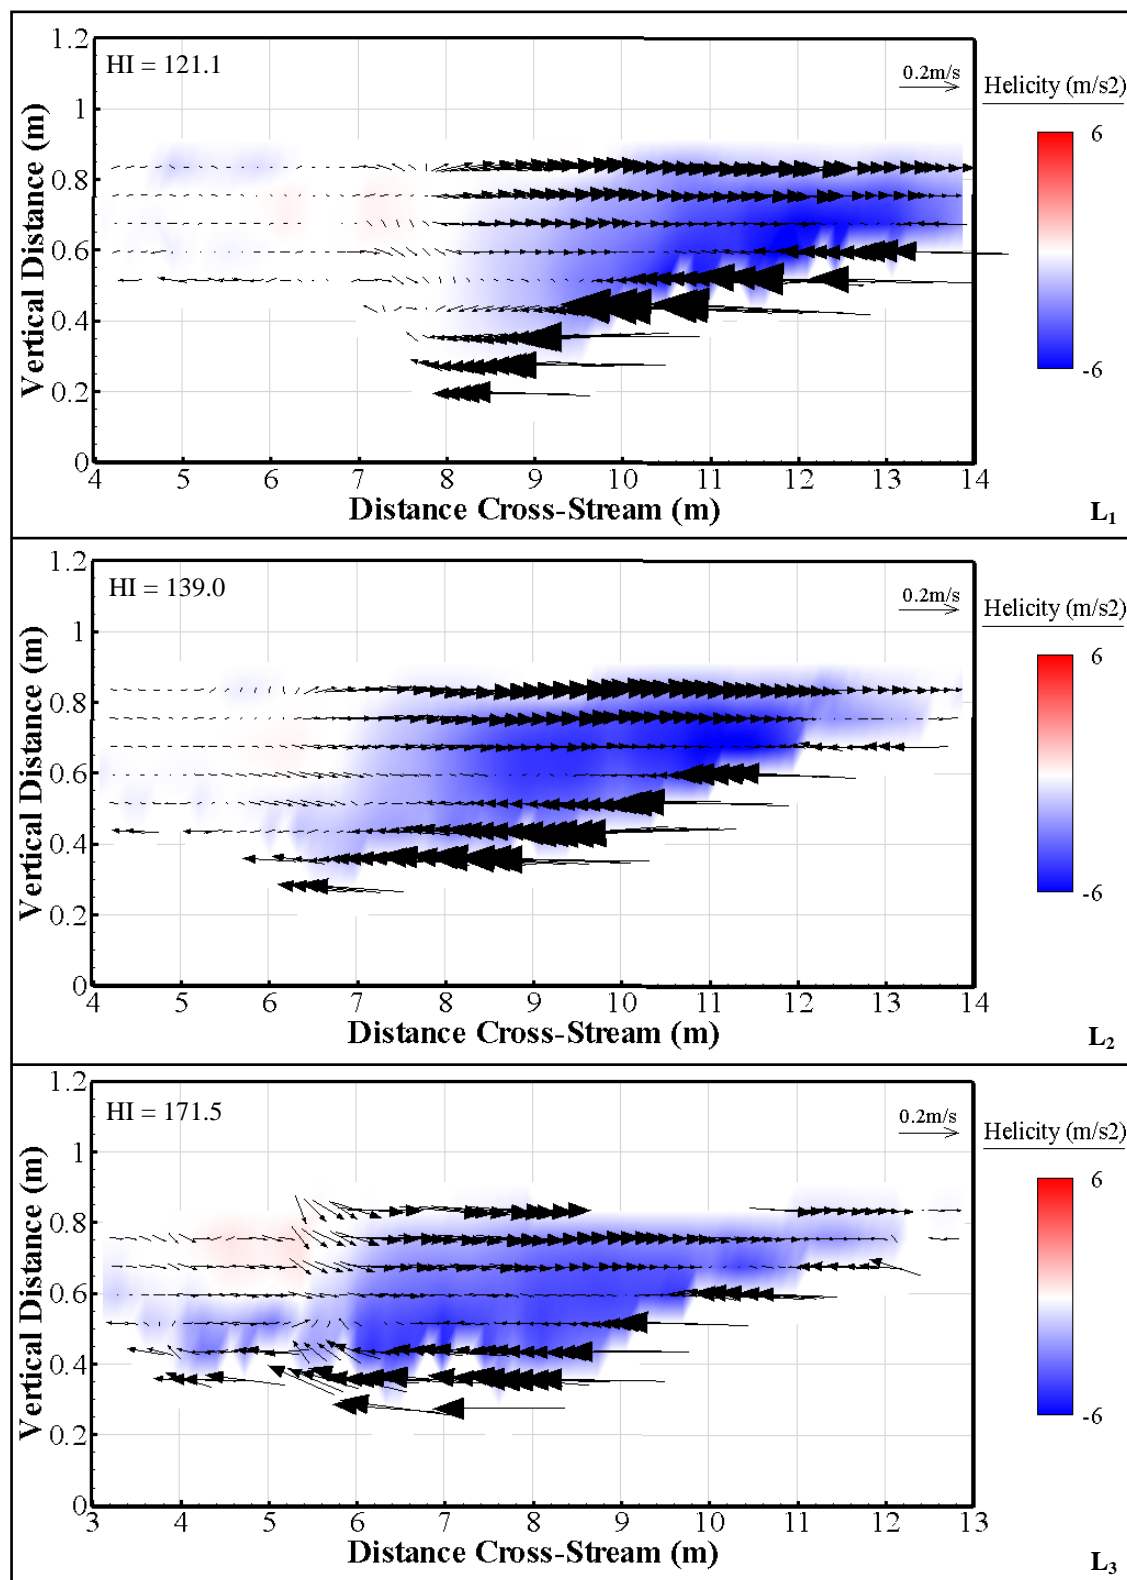 HI = 121.1
0.2m/s
Helicity (m/s2)
6
-6
1.2
1
0.8
0.6
0.4
0.2
0
Vertical Distance (m)
4 5 6 7 8 9 10 11 12 13 14
Distance Cross-Stream (m)
L1
HI = 139.0
0.2m/s
Helicity (m/s2)
6
-6
1.2
1
0.8
0.6
0.4
0.2
0
Vertical Distance (m)
4 5 6 7 8 9 10 11 12 13 14
Distance Cross-Stream (m)
L2
HI = 171.5
0.2m/s
Helicity (m/s2)
6
-6
1.2
1
0.8
0.6
0.4
0.2
0
Vertical Distance (m)
3 4 5 6 7 8 9 10 11 12 13
Distance Cross-Stream (m)
L3